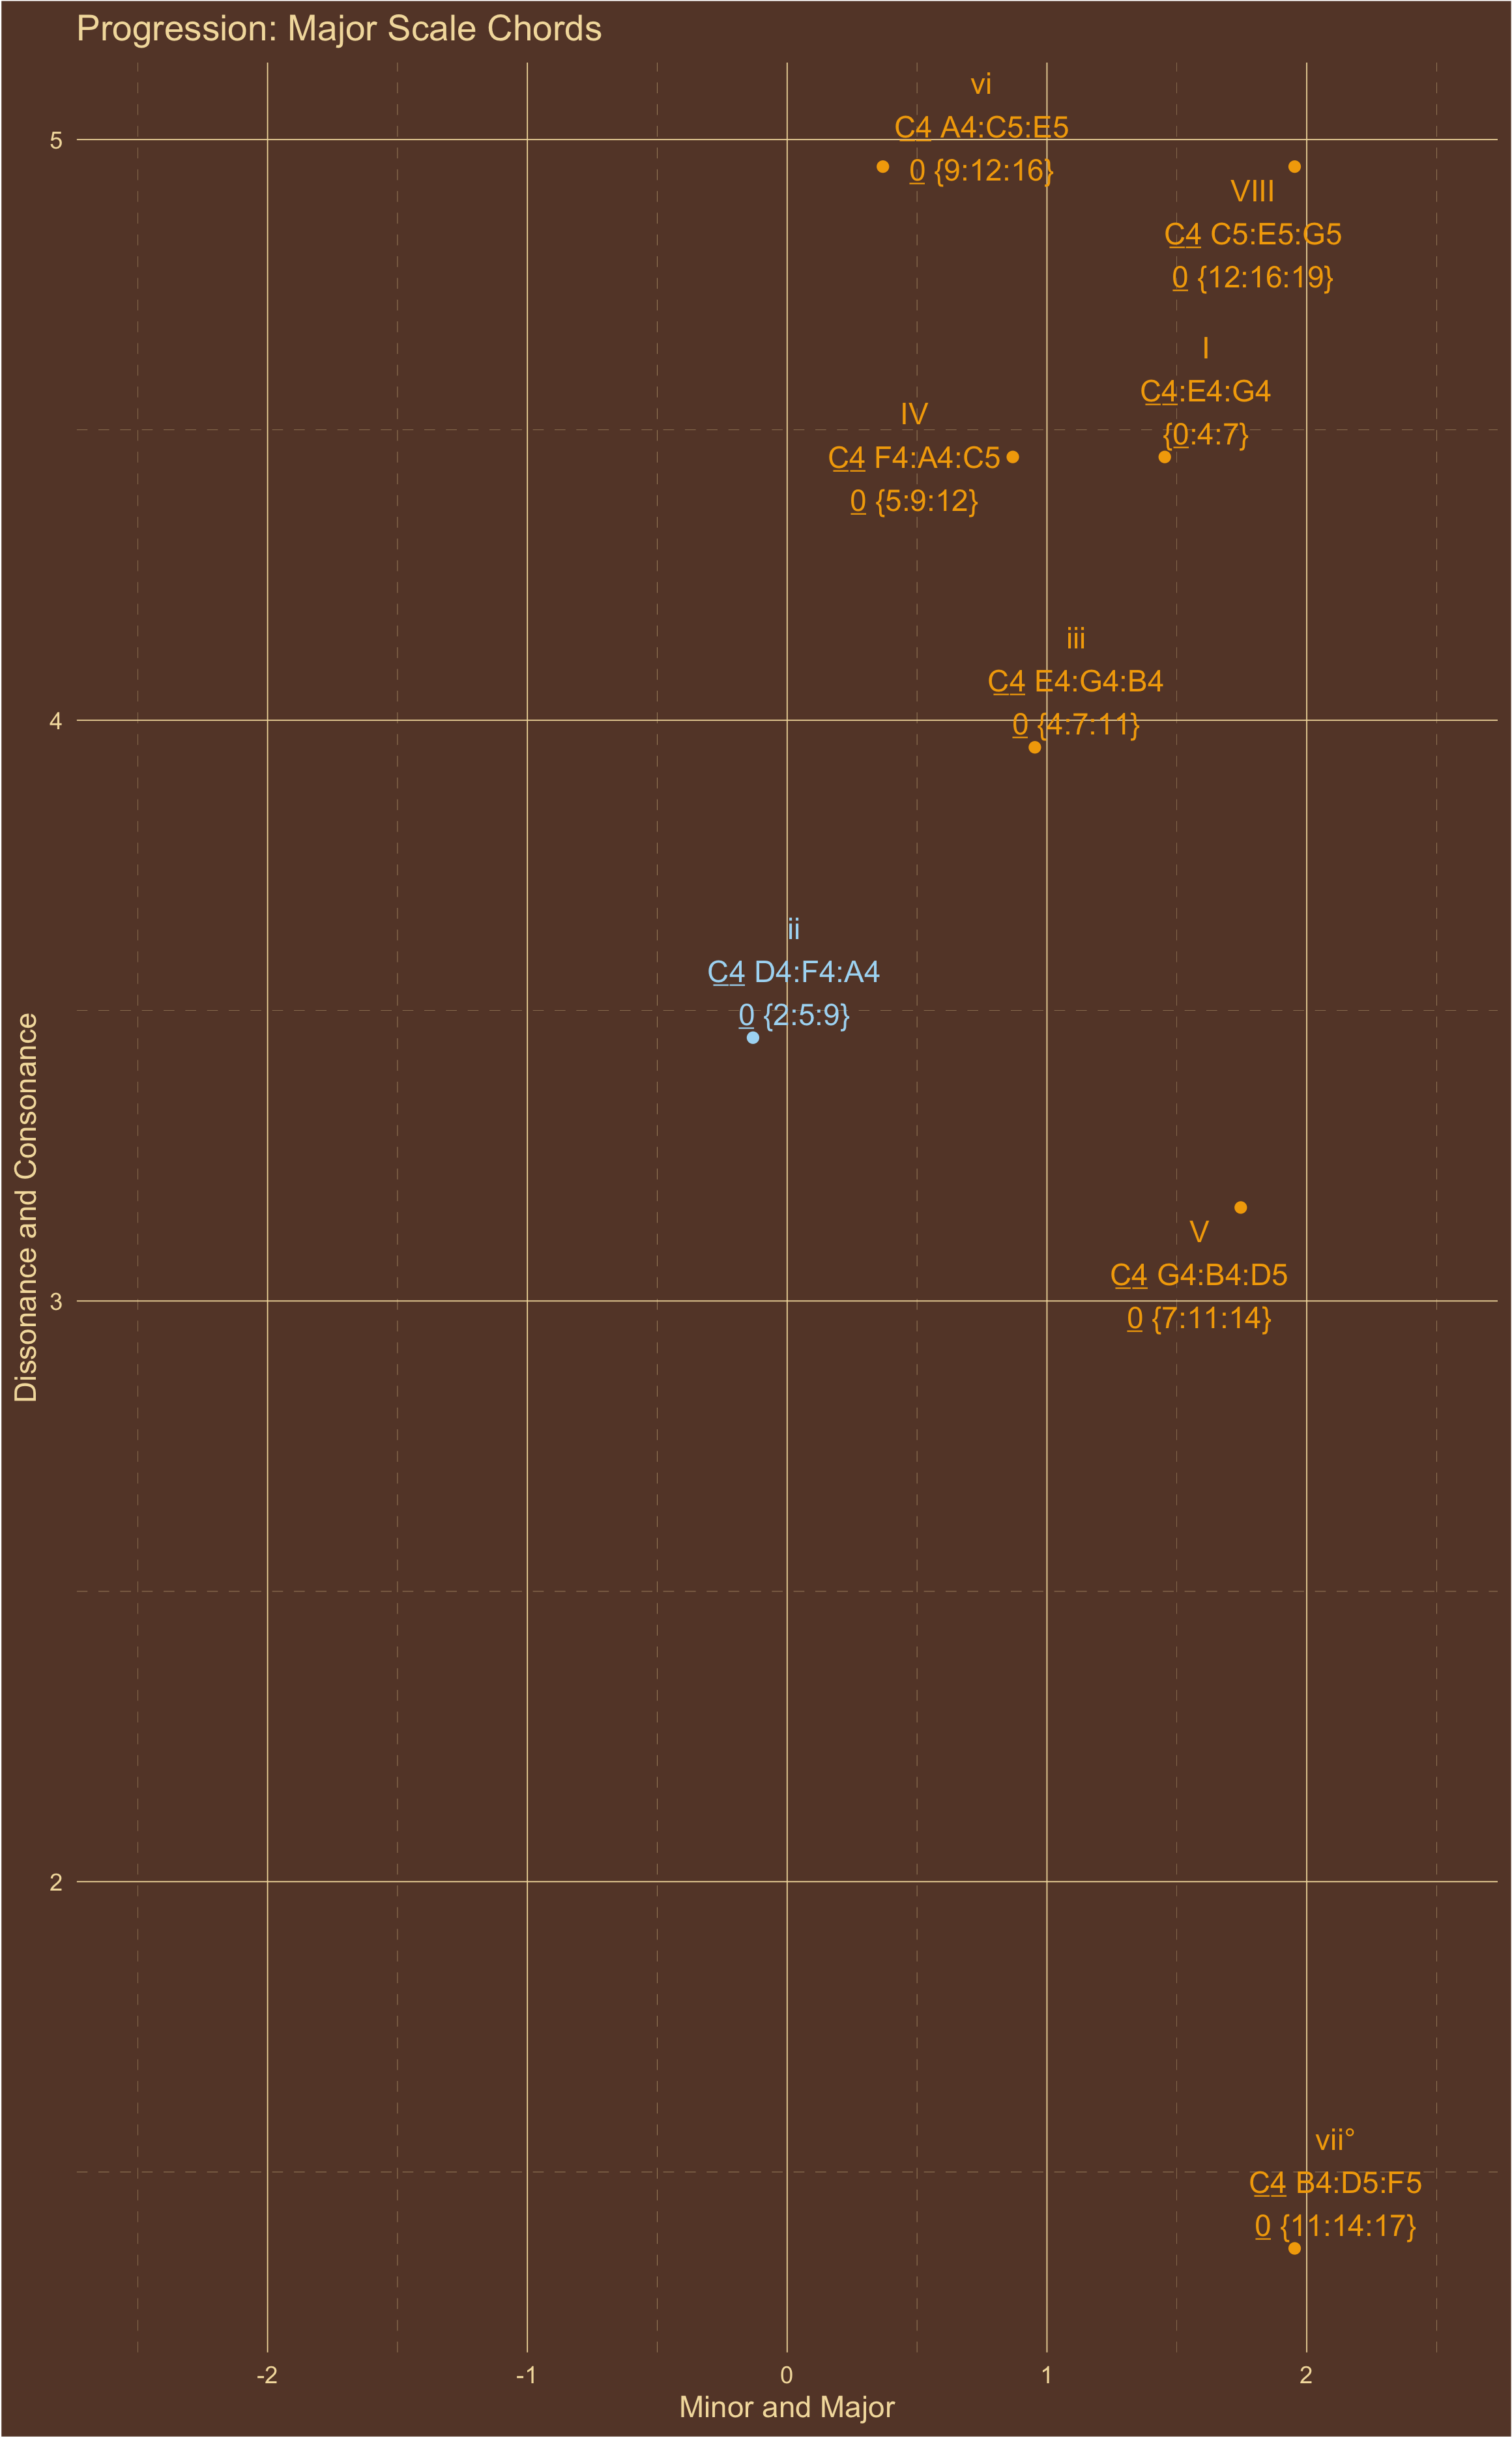 Progression: Major Scale Chords
vi
C4 A4:C5:E5
0 {9:12:16}
VIII
C4 C5:E5:G5
0 {12:16:19}
I
C4:E4:G4
{0:4:7}
IV
C4 F4:A4:C5
0 {5:9:12}
iii
C4 E4:G4:B4
0 {4:7:11}
ii
C4 D4:F4:A4
0 {2:5:9}
V
C4 G4:B4:D5
0 {7:11:14}
vii°
C4 B4:D5:F5
0 {11:14:17}
5
4
3
2
Dissonance and Consonance
-2
-1
0
1
2
Minor and Major